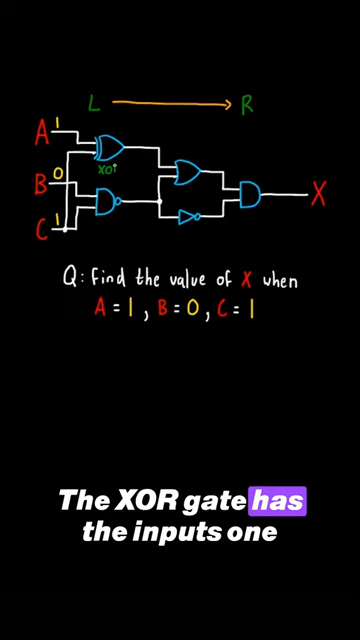 L R
A 1
XOR
B 0
C 1
X
Q: Find the value of X when
A = 1, B = 0, C = 1
The XOR gate has
the inputs one